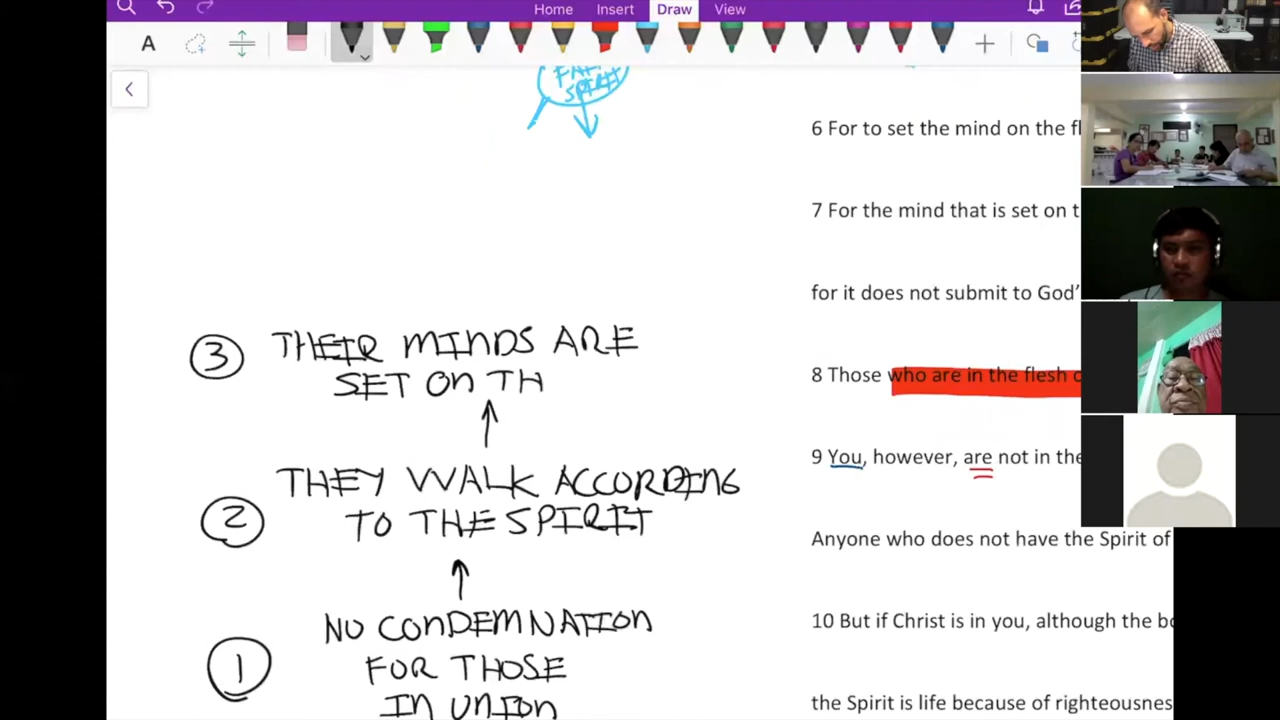 Home Insert Draw View
A
SPIRIT
6 For to set the mind on the fl
7 For the mind that is set on t
for it does not submit to God'
8 Those who are in the flesh c
9 You, however, are not in the
Anyone who does not have the Spirit of
10 But if Christ is in you, although the bo
the Spirit is life because of righteousnes
3 THEIR MINDS ARE
SET ON TH
2 THEY WALK ACCORDING
TO THE SPIRIT
1 NO CONDEMNATION
FOR THOSE
IN UNION